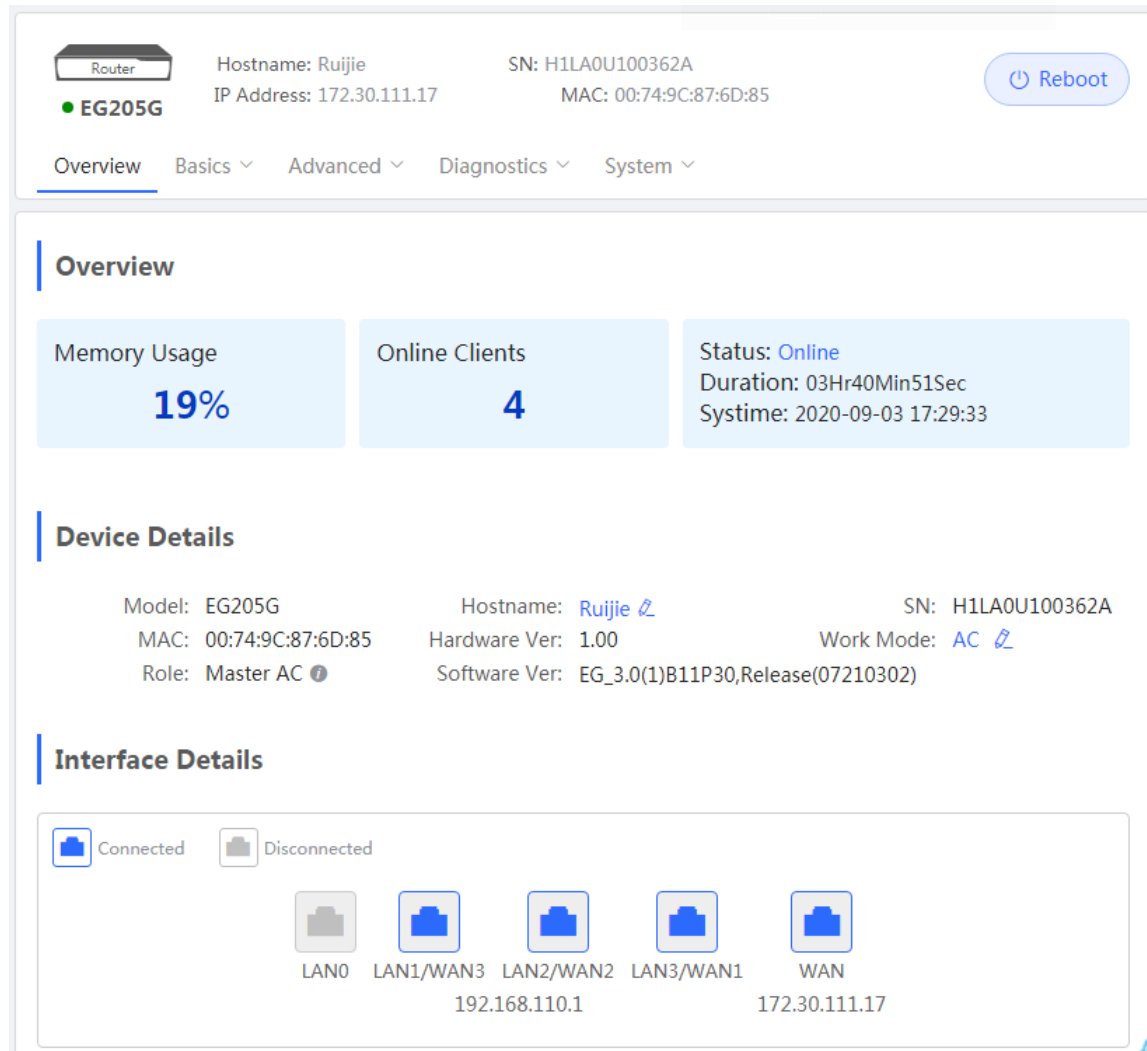 Router
EG205G
Hostname: Ruijie SN: H1LA0U100362A
IP Address: 172.30.111.17 MAC: 00:74:9C:87:6D:85
Reboot
Overview Basics Advanced Diagnostics System
Overview
Memory Usage
19%
Online Clients
4
Status: Online
Duration: 03Hr40Min51Sec
Systime: 2020-09-03 17:29:33
Device Details
Model: EG205G Hostname: Ruijie SN: H1LA0U100362A
MAC: 00:74:9C:87:6D:85 Hardware Ver: 1.00 Work Mode: AC
Role: Master AC Software Ver: EG_3.0(1)B11P30,Release(07210302)
Interface Details
Connected Disconnected
LAN0 LAN1/WAN3 LAN2/WAN2 LAN3/WAN1 WAN
192.168.110.1 172.30.111.17